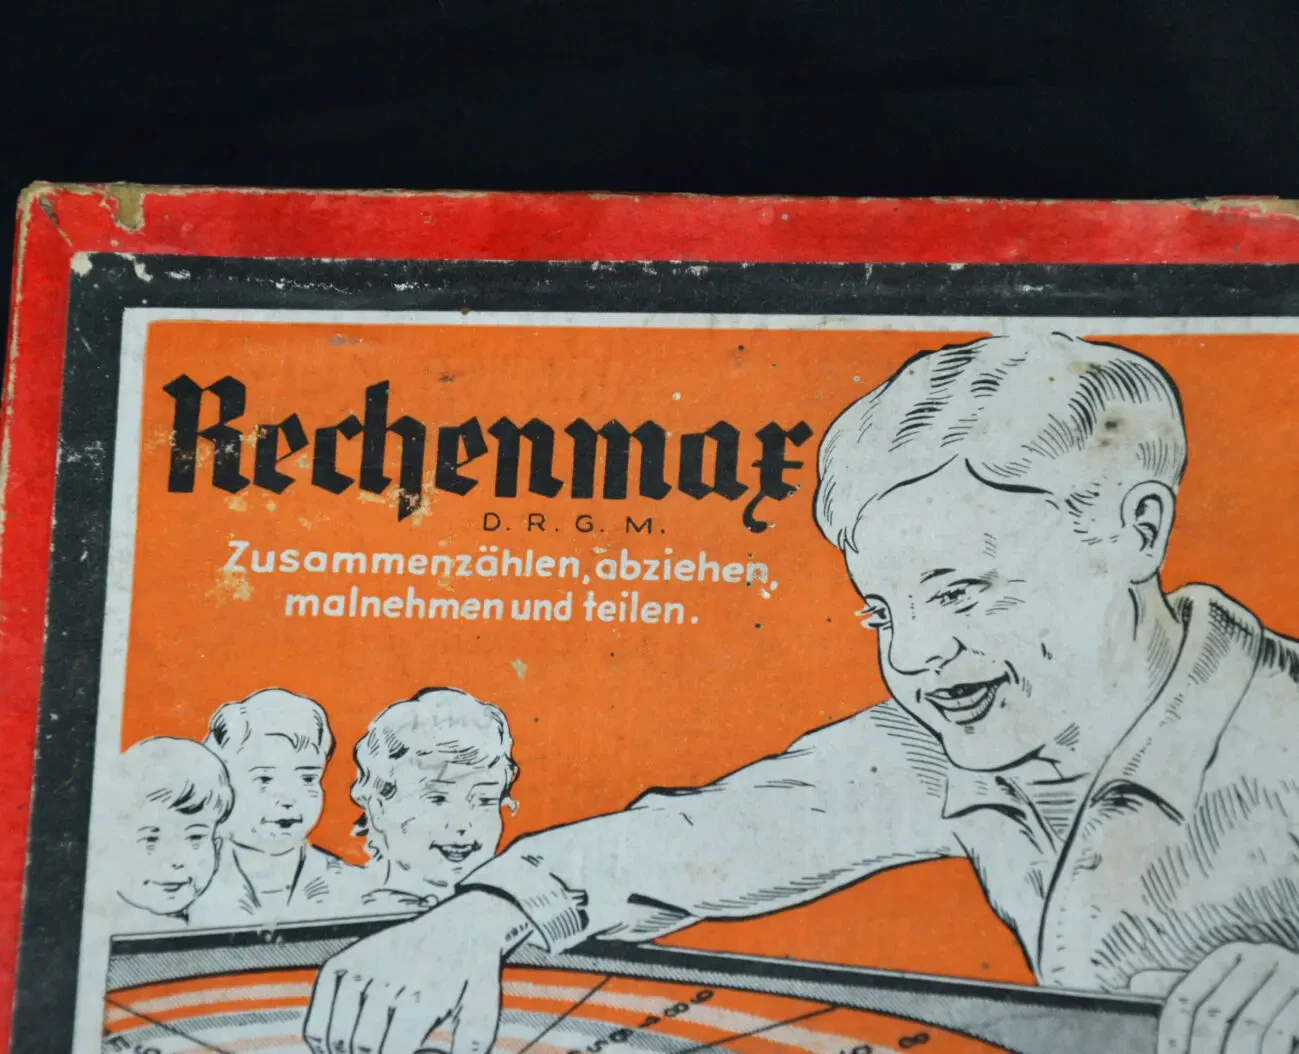 Rechenmax
D. R. G. M.
Zusammenzählen, abziehen,
malnehmen und teilen.